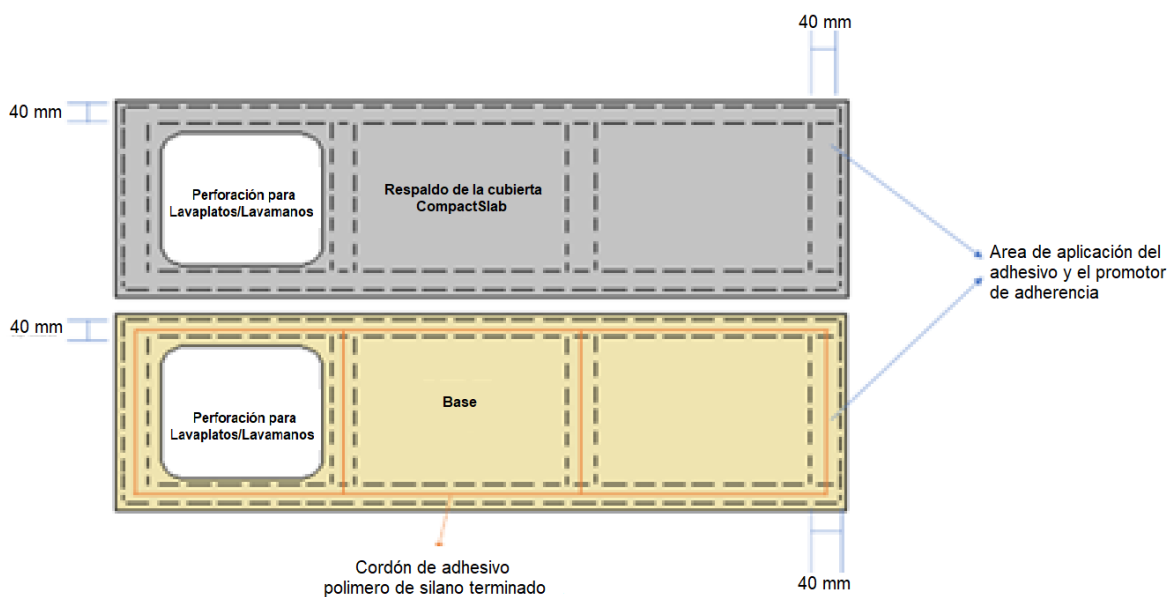 40 mm
40 mm
Perforación para
Lavaplatos/Lavamanos
Respaldo de la cubierta
CompactSlab
Area de aplicación del
adhesivo y el promotor
de adherencia
40 mm
Perforación para
Lavaplatos/Lavamanos
Base
Cordón de adhesivo
polimero de silano terminado
40 mm